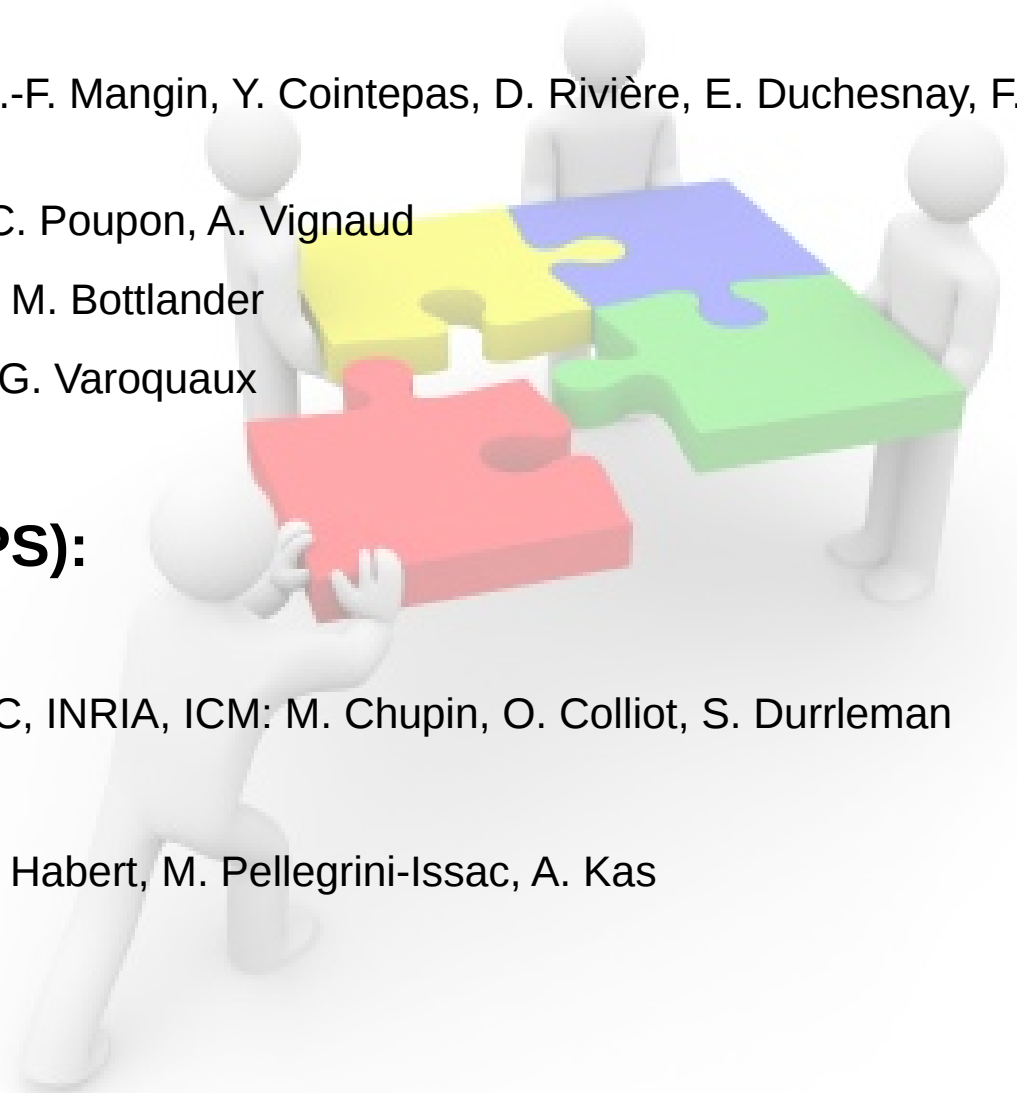 .-F. Mangin, Y. Cointepas, D. Rivière, E. Duchesnay, F.
C. Poupon, A. Vignaud
M. Bottlander
G. Varoquaux
PS):
C, INRIA, ICM: M. Chupin, O. Colliot, S. Durrleman
Habert, M. Pellegrini-Issac, A. Kas